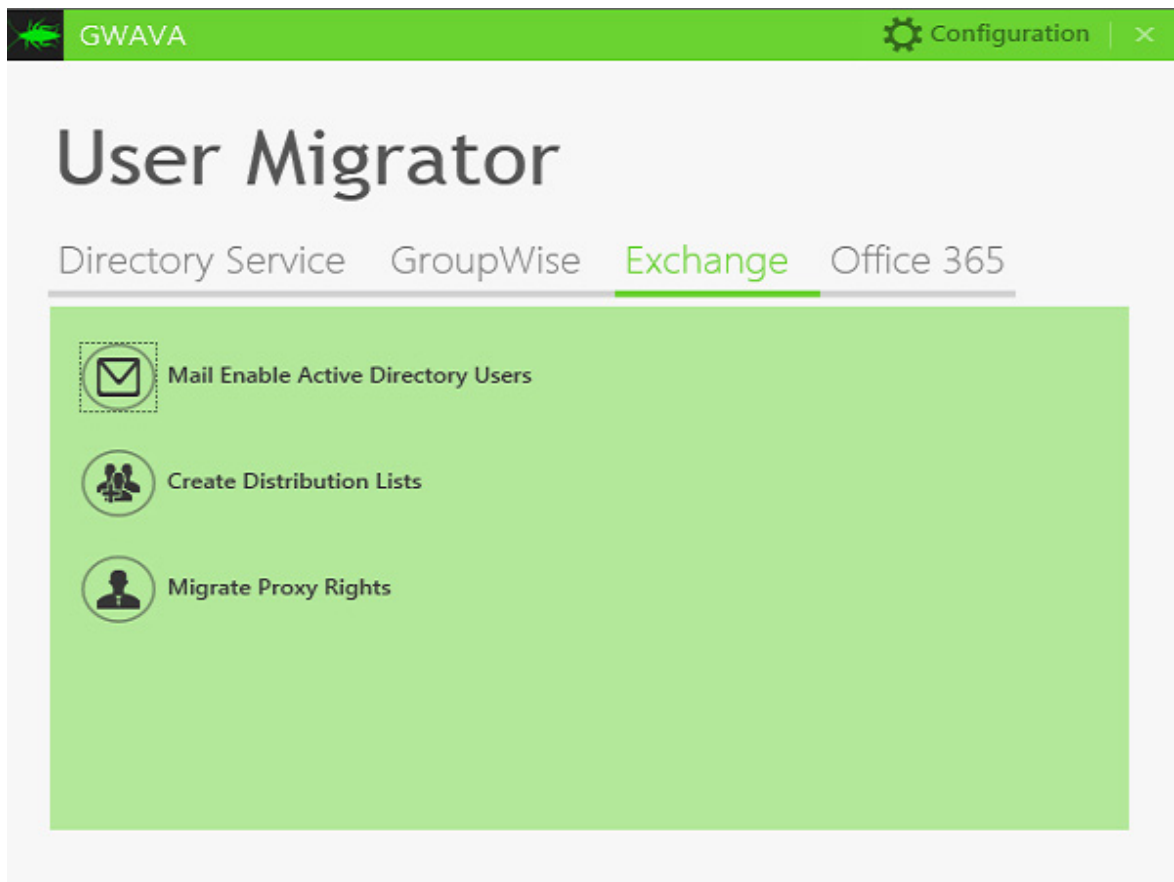 GWAVA Configuration
User Migrator
Directory Service GroupWise Exchange Office 365
Mail Enable Active Directory Users
Create Distribution Lists
Migrate Proxy Rights